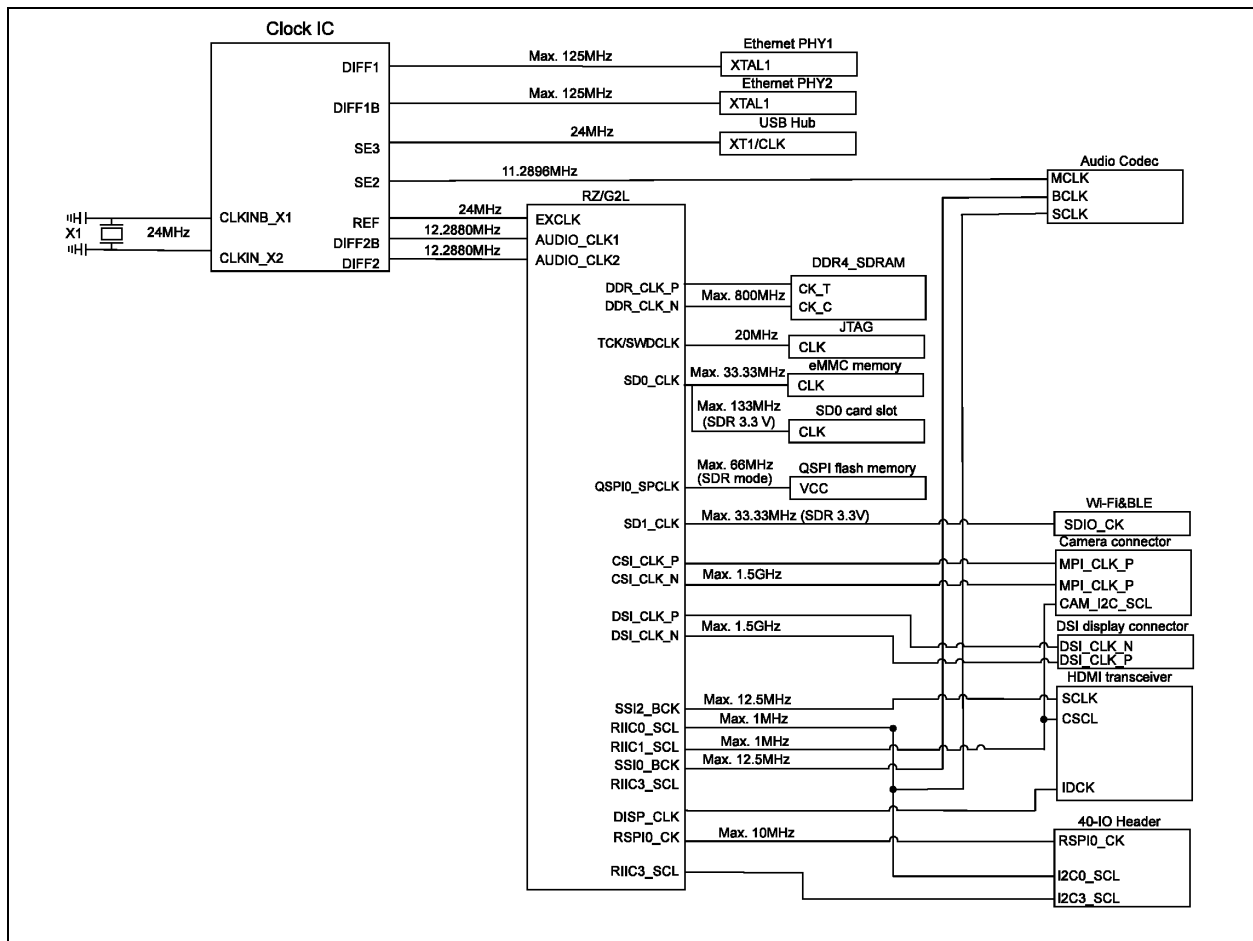 Clock IC
DIFF1
DIFF1B
SE3
SE2
REF
DIFF2B
DIFF2
CLKINB_X1
CLKIN_X2
X1
24MHz
Max. 125MHz
Ethernet PHY1
XTAL1
Max. 125MHz
Ethernet PHY2
XTAL1
24MHz
USB Hub
XT1/CLK
11.2896MHz
Audio Codec
MCLK
BCLK
SCLK
RZ/G2L
24MHz
EXCLK
12.2880MHz
AUDIO_CLK1
12.2880MHz
AUDIO_CLK2
DDR_CLK_P
DDR_CLK_N
Max. 800MHz
DDR4_SDRAM
CK_T
CK_C
TCK/SWDCLK
20MHz
JTAG
CLK
SD0_CLK
Max. 33.33MHz
eMMC memory
CLK
Max. 133MHz
(SDR 3.3 V)
SD0 card slot
CLK
QSPI0_SPCLK
Max. 66MHz
(SDR mode)
QSPI flash memory
VCC
SD1_CLK
Max. 33.33MHz (SDR 3.3V)
Wi-Fi&BLE
SDIO_CK
CSI_CLK_P
CSI_CLK_N
Max. 1.5GHz
Camera connector
MPI_CLK_P
MPI_CLK_P
CAM_I2C_SCL
DSI_CLK_P
DSI_CLK_N
Max. 1.5GHz
DSI display connector
DSI_CLK_N
DSI_CLK_P
HDMI transceiver
SCLK
CSCL
IDCK
SSI2_BCK
Max. 12.5MHz
RIIC0_SCL
Max. 1MHz
RIIC1_SCL
Max. 1MHz
SSI0_BCK
Max. 12.5MHz
RIIC3_SCL
DISP_CLK
RSPI0_CK
Max. 10MHz
RIIC3_SCL
40-IO Header
RSPI0_CK
I2C0_SCL
I2C3_SCL